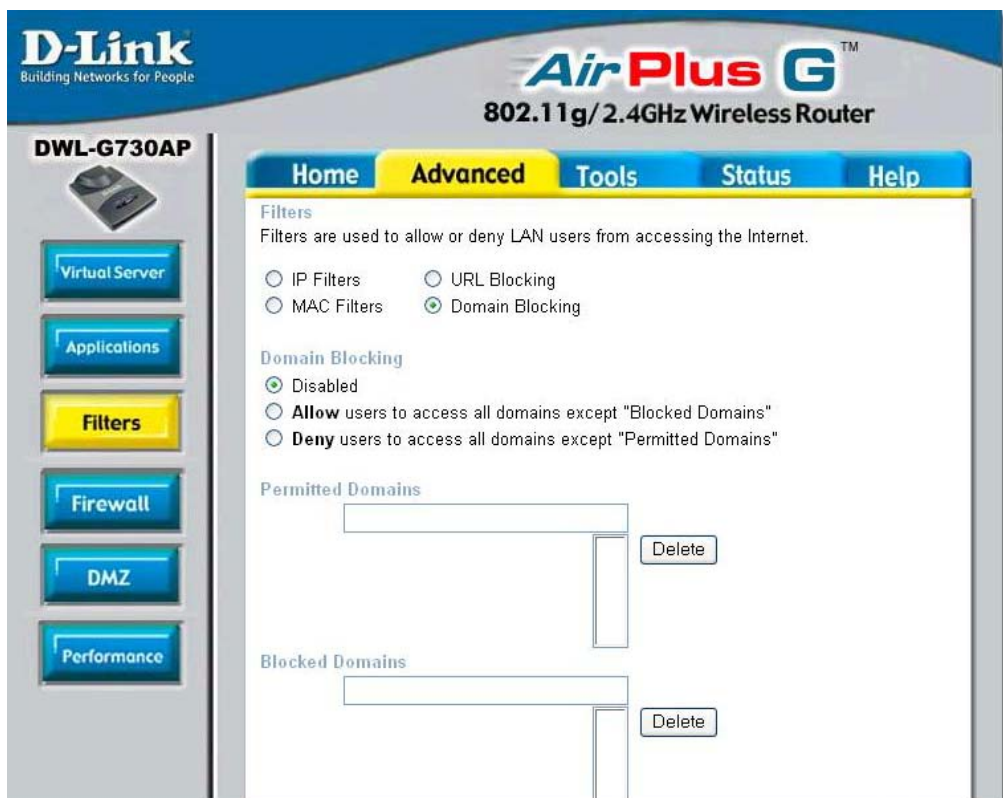 D-Link
Building Networks for People
Air Plus G™
802.11g/2.4GHz Wireless Router
DWL-G730AP
Home Advanced Tools Status Help
Virtual Server
Applications
Filters
Firewall
DMZ
Performance
Filters
Filters are used to allow or deny LAN users from accessing the Internet.
IP Filters URL Blocking
MAC Filters Domain Blocking
Domain Blocking
Disabled
Allow users to access all domains except "Blocked Domains"
Deny users to access all domains except "Permitted Domains"
Permitted Domains
Delete
Blocked Domains
Delete